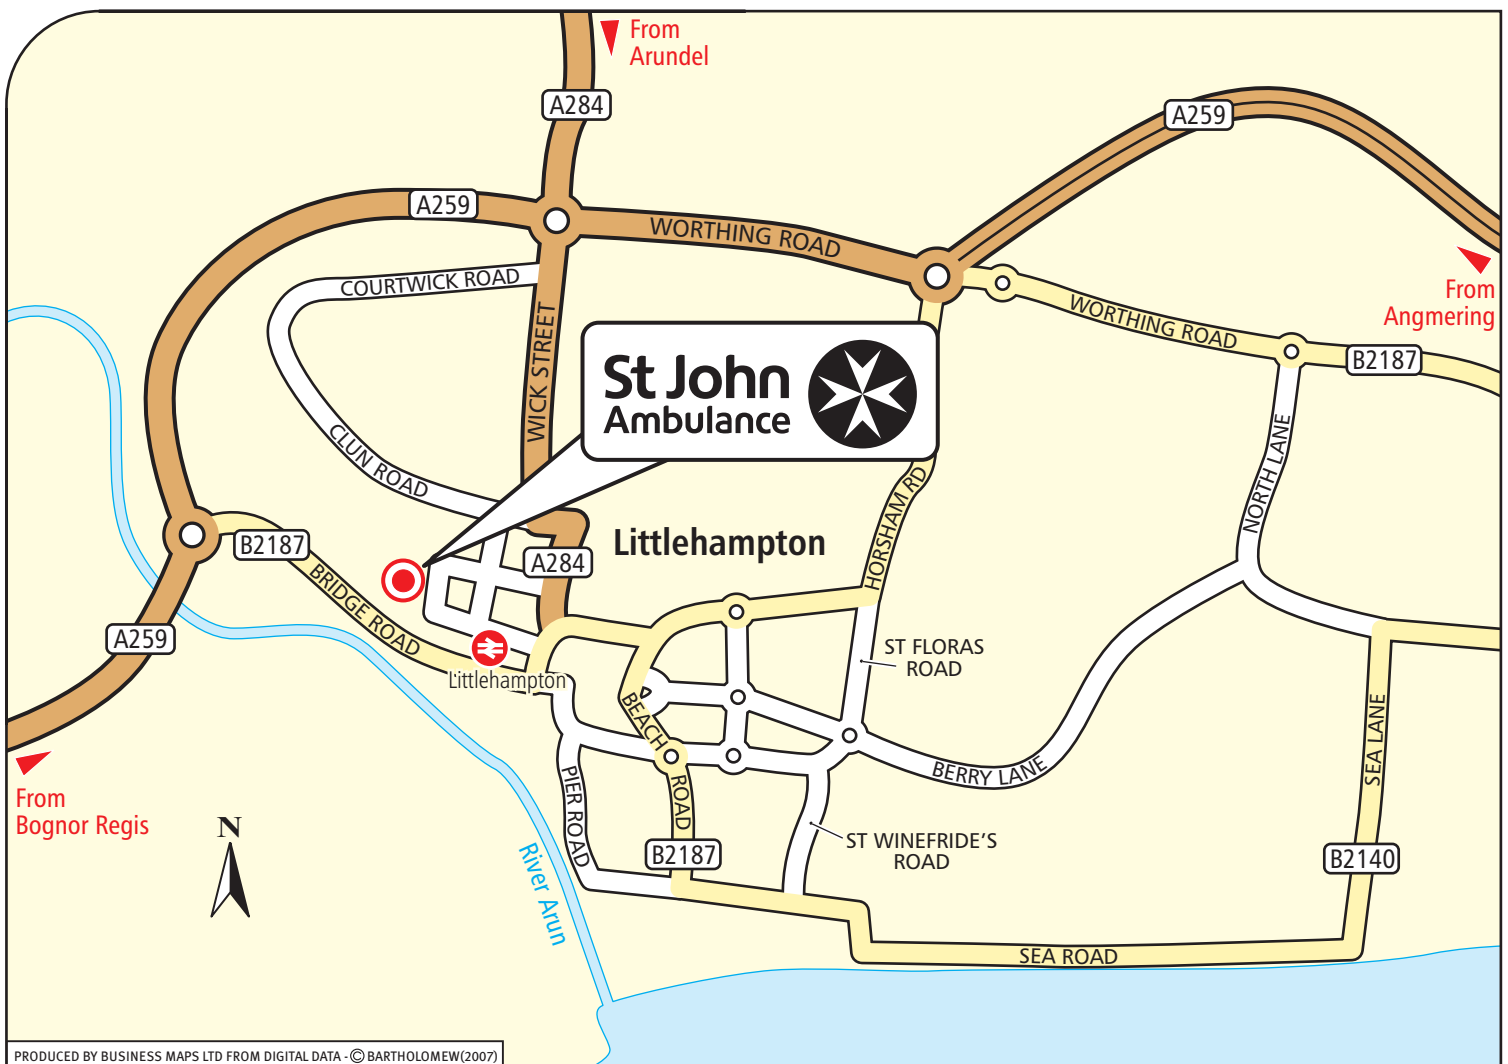 From
Arundel
A284
A259
A259
WORTHING ROAD
COURTWICK ROAD
WICK STREET
From
Angmering
WORTHING ROAD
B2187
St John
Ambulance
CLUN ROAD
NORTH LANE
HORSHAM RD
Littlehampton
B2187
A284
BRIDGE ROAD
A259
Littlehampton
ST FLORAS
ROAD
BEACH
ROAD
BERRY LANE
SEA LANE
PIER ROAD
From
Bognor Regis
N
B2187
ST WINEFRIDE'S
ROAD
B2140
River Arun
SEA ROAD
PRODUCED BY BUSINESS MAPS LTD FROM DIGITAL DATA - © BARTHOLOMEW(2007)